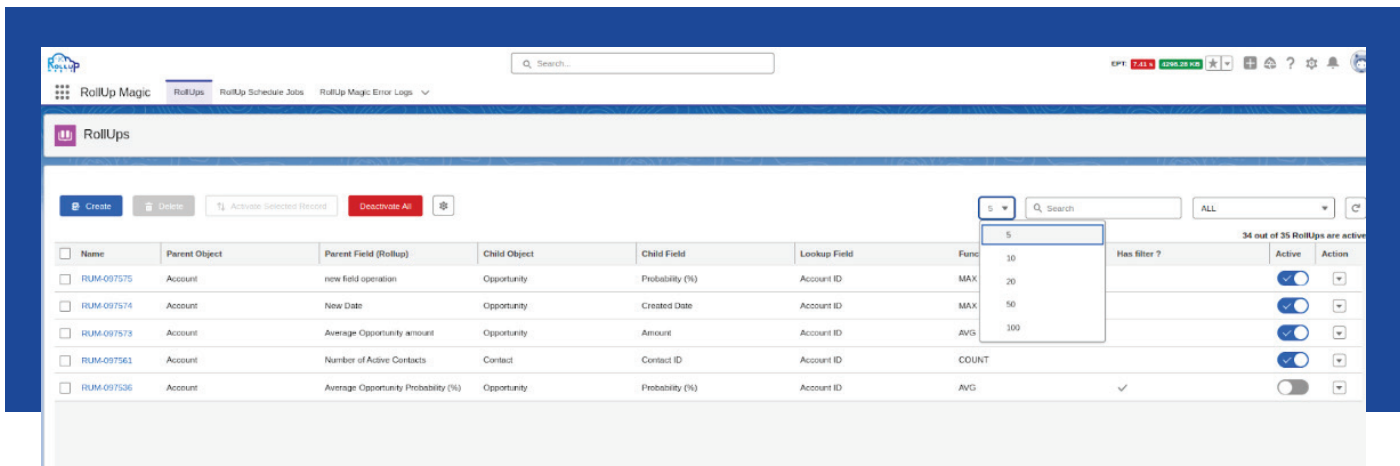 ROLLUP
Search...
EPT: 7.41 s 4298.28 KB
RollUp Magic RollUps RollUp Schedule Jobs RollUp Magic Error Logs
RollUps
Create Delete Activate Selected Record Deactivate All 5 Search ALL
34 out of 35 RollUps are active
5
10
20
50
100
Name Parent Object Parent Field (Rollup) Child Object Child Field Lookup Field Func Has filter ? Active Action
RUM-097575 Account new field operation Opportunity Probability (%) Account ID MAX
RUM-097574 Account New Date Opportunity Created Date Account ID MAX
RUM-097573 Account Average Opportunity amount Opportunity Amount Account ID AVG
RUM-097561 Account Number of Active Contacts Contact Contact ID Account ID COUNT
RUM-097536 Account Average Opportunity Probability (%) Opportunity Probability (%) Account ID AVG